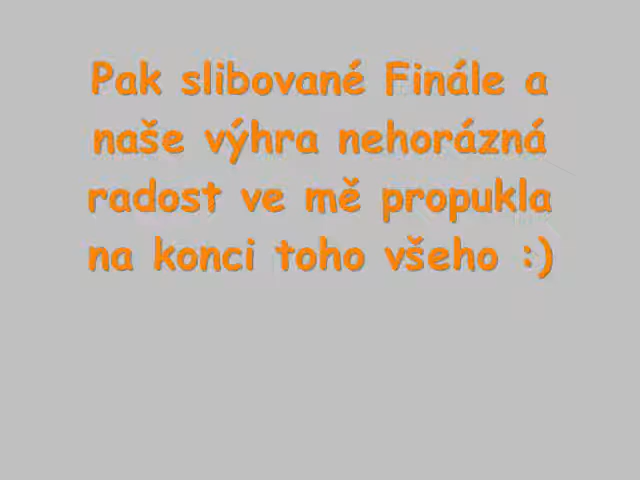 Pak slibované Finále a
naše výhra nehorázná
radost ve mě propukla
na konci toho všeho :)